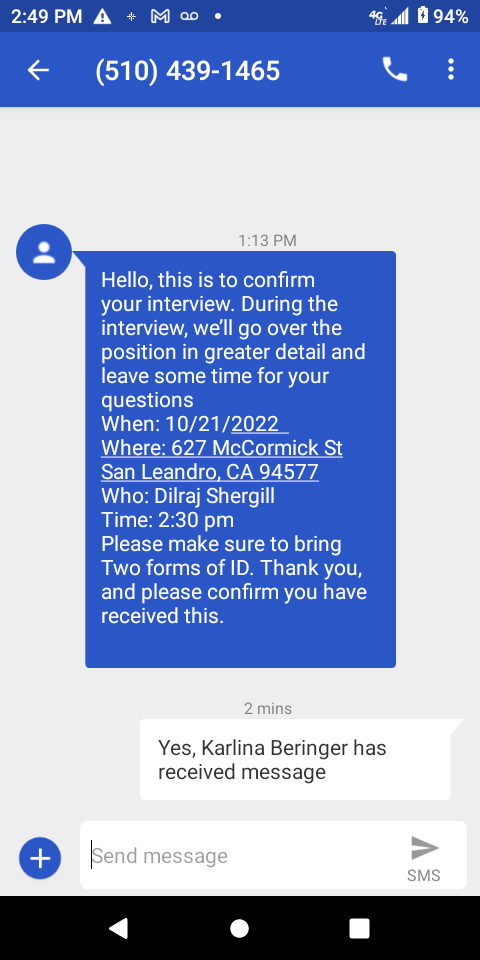 2:49 PM
4G LTE
94%
(510) 439-1465
1:13 PM
Hello, this is to confirm
your interview. During the
interview, we'll go over the
position in greater detail and
leave some time for your
questions
When: 10/21/2022
Where: 627 McCormick St
San Leandro, CA 94577
Who: Dilraj Shergill
Time: 2:30 pm
Please make sure to bring
Two forms of ID. Thank you,
and please confirm you have
received this.
2 mins
Yes, Karlina Beringer has
received message
Send message
SMS